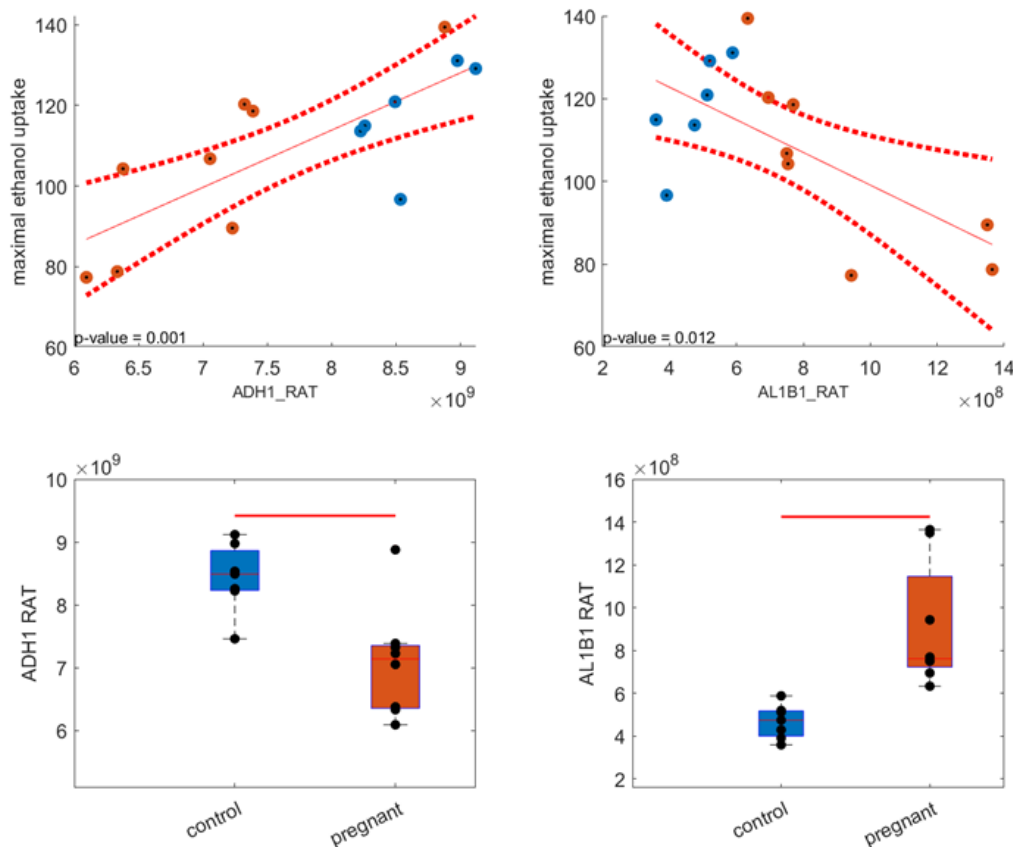 140
120
100
80
60
maximal ethanol uptake
p-value = 0.001
6 6.5 7 7.5 8 8.5 9
ADH1_RAT
×10⁹
140
120
100
80
60
maximal ethanol uptake
p-value = 0.012
2 4 6 8 10 12 14
AL1B1_RAT
×10⁸
×10⁹
10
9
8
7
6
ADH1 RAT
control
pregnant
×10⁸
16
14
12
10
8
6
4
2
AL1B1 RAT
control
pregnant